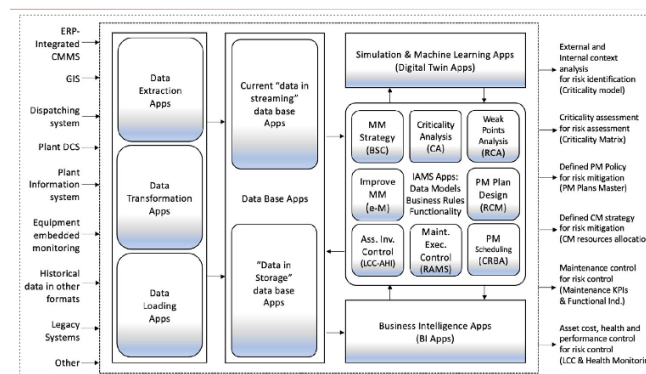 ERP-
Integrated
CMMS
GIS
Dispatching
system
Plant DCS
Plant
Information
system
Equipment
embedded
monitoring
Historical
data in other
formats
Legacy
Systems
Other
Data
Extraction
Apps
Data
Transformation
Apps
Data
Loading
Apps
Current "data in
streaming"
data base
Apps
Data Base Apps
"Data in
Storage"
data base
Apps
Simulation & Machine Learning Apps
(Digital Twin Apps)
MM
Strategy
(BSC)
Criticality
Analysis
(CA)
Weak
Points
Analysis
(RCA)
Improve
MM
(e-M)
IAMS Apps:
Data Models
Business Rules
Functionality
PM Plan
Design
(RCM)
Ass. Inv.
Control
(LCC-AHI)
Maint.
Exec.
Control
(RAMS)
PM
Scheduling
(CRBA)
Business Intelligence Apps
(BI Apps)
External and
Internal context
analysis
for risk identification
(Criticality model)
Criticality assessment
for risk assessment
(Criticality Matrix)
Defined PM Policy
for risk mitigation
(PM Plans Master)
Defined CM strategy
for risk mitigation
(CM resources allocatio
Maintenance control
for risk control
(Maintenance KPIs
& Functional Ind.)
Asset cost, health and
performance control
for risk control
(LCC & Health Monitorin